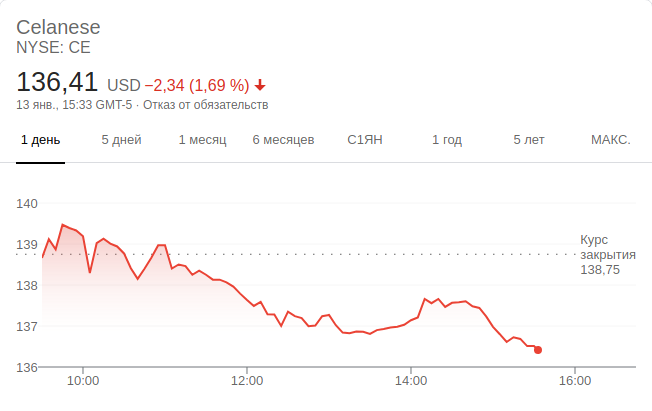 Celanese
NYSE: CE
136,41 USD −2,34 (1,69 %)
13 янв., 15:33 GMT-5 · Отказ от обязательств
1 день 5 дней 1 месяц 6 месяцев С1ЯН 1 год 5 лет МАКС.
140
139
138
137
136
Курс
закрытия
138,75
10:00 12:00 14:00 16:00